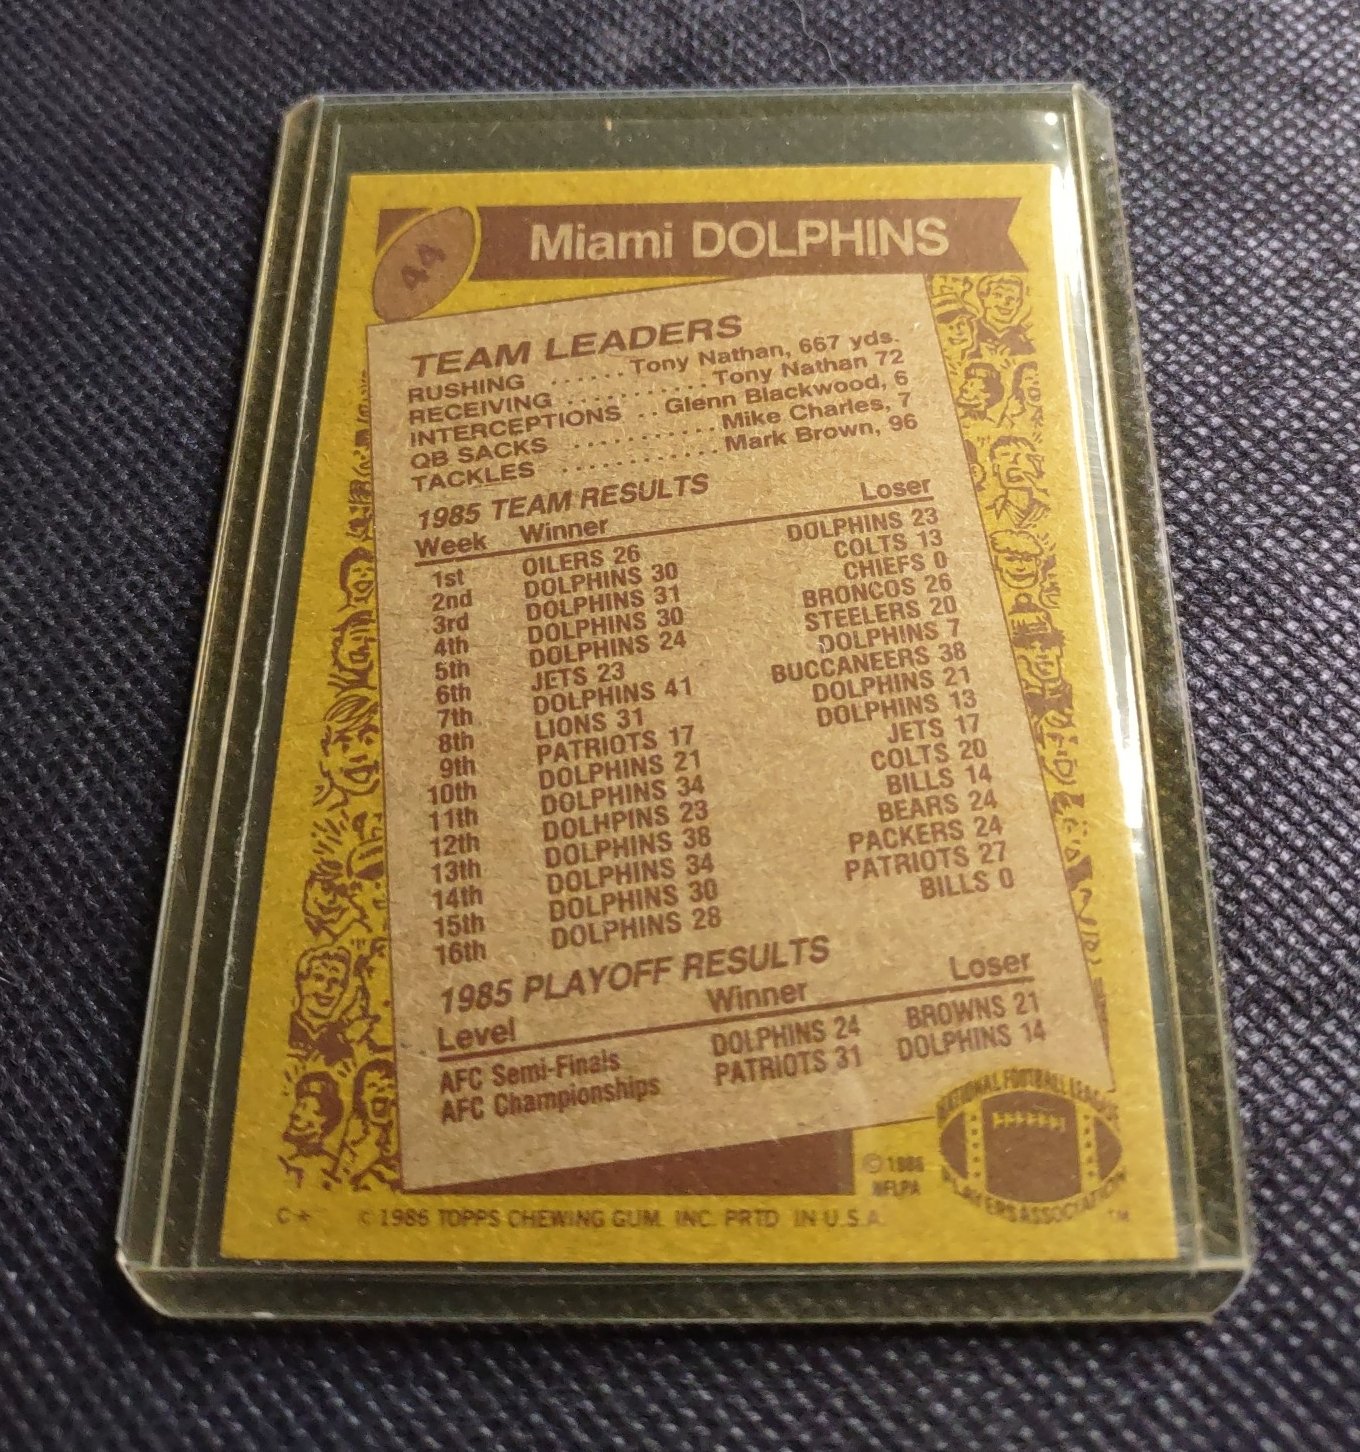 44
Miami DOLPHINS
TEAM LEADERS
RUSHING ...... Tony Nathan, 667 yds.
RECEIVING .......... Tony Nathan 72
INTERCEPTIONS .. Glenn Blackwood, 6
QB SACKS ........... Mike Charles, 7
TACKLES ............ Mark Brown, 96
1985 TEAM RESULTS
Week Winner Loser
1st OILERS 26 DOLPHINS 23
2nd DOLPHINS 30 COLTS 13
3rd DOLPHINS 31 CHIEFS 0
4th DOLPHINS 30 BRONCOS 26
5th DOLPHINS 24 STEELERS 20
6th JETS 23 DOLPHINS 7
7th DOLPHINS 41 BUCCANEERS 38
8th LIONS 31 DOLPHINS 21
9th PATRIOTS 17 DOLPHINS 13
10th DOLPHINS 21 JETS 17
11th DOLPHINS 34 COLTS 20
12th DOLHPINS 23 BILLS 14
13th DOLPHINS 38 BEARS 24
14th DOLPHINS 34 PACKERS 24
15th DOLPHINS 30 PATRIOTS 27
16th DOLPHINS 28 BILLS 0
1985 PLAYOFF RESULTS
Level Winner Loser
AFC Semi-Finals DOLPHINS 24 BROWNS 21
AFC Championships PATRIOTS 31 DOLPHINS 14
NATIONAL FOOTBALL LEAGUE
PLAYERS ASSOCIATION ™
© 1986
NFLPA
C* © 1986 TOPPS CHEWING GUM. INC. PRTD IN U.S.A.